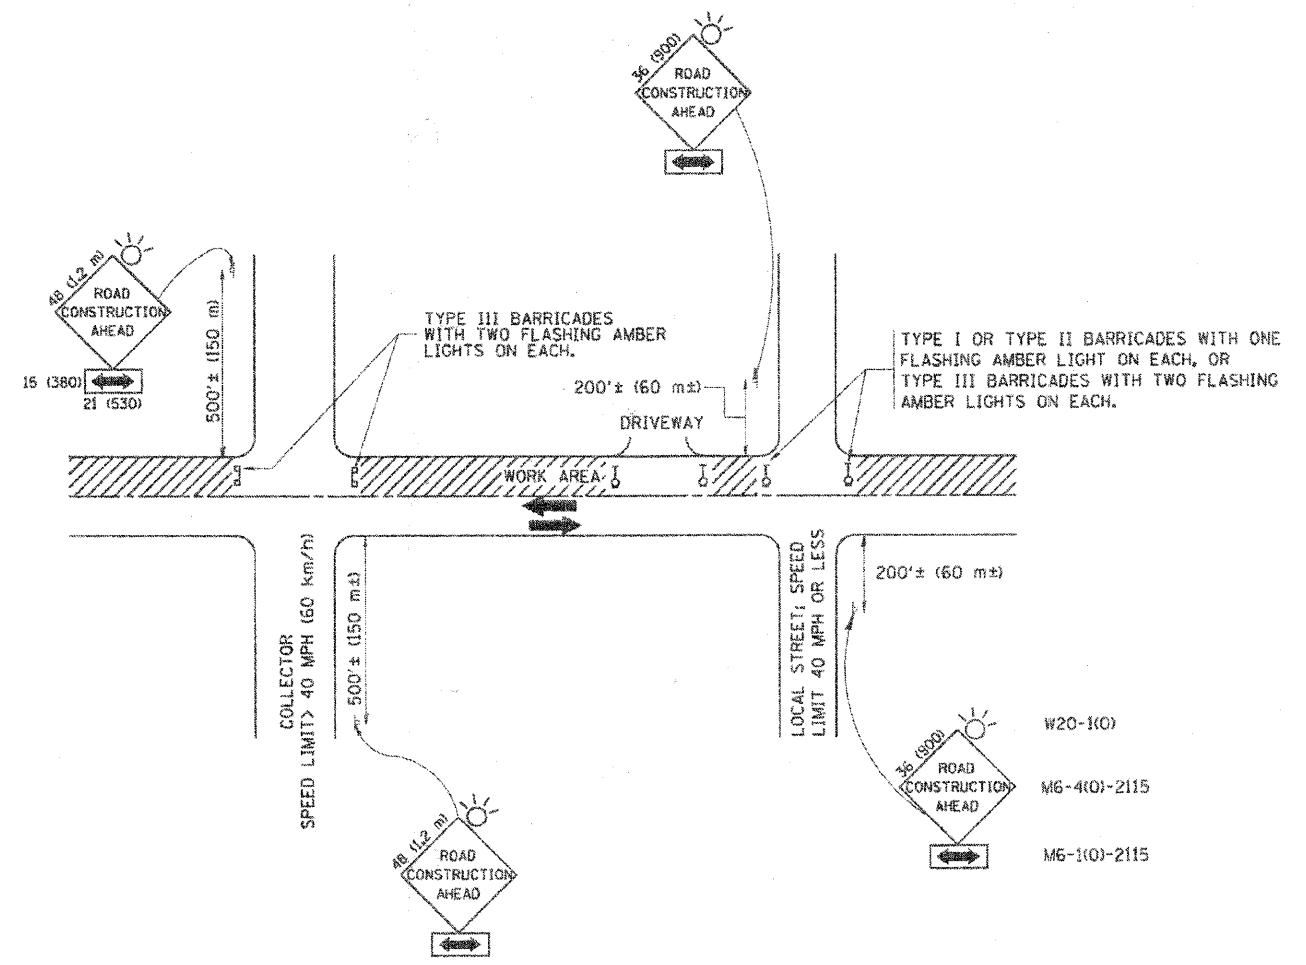 36 (900)
ROAD
CONSTRUCTION
AHEAD
48 (1.2 m)
ROAD
CONSTRUCTION
AHEAD
15 (380)
21 (530)
500'± (150 m)
TYPE III BARRICADES
WITH TWO FLASHING AMBER
LIGHTS ON EACH.
200'± (60 m±)
DRIVEWAY
TYPE I OR TYPE II BARRICADES WITH ONE
FLASHING AMBER LIGHT ON EACH, OR
TYPE III BARRICADES WITH TWO FLASHING
AMBER LIGHTS ON EACH.
WORK AREA
COLLECTOR
SPEED LIMIT> 40 MPH (60 km/h)
500'± (150 m±)
LOCAL STREET; SPEED
LIMIT 40 MPH OR LESS
200'± (60 m±)
48 (1.2 m)
ROAD
CONSTRUCTION
AHEAD
36 (900)
ROAD
CONSTRUCTION
AHEAD
W20-1(O)
M6-4(O)-2115
M6-1(O)-2115